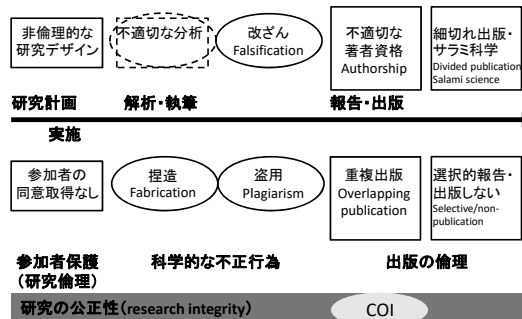 非倫理的な
研究デザイン
不適切な分析
改ざん
Falsification
不適切な
著者資格
Authorship
細切れ出版・
サラミ科学
Divided publication
Salami science
研究計画
解析・執筆
報告・出版
実施
参加者の
同意取得なし
捏造
Fabrication
盗用
Plagiarism
重複出版
Overlapping
publication
選択的報告・
出版しない
Selective/non-
publication
参加者保護
（研究倫理）
科学的な不正行為
出版の倫理
研究の公正性（research integrity）
COI